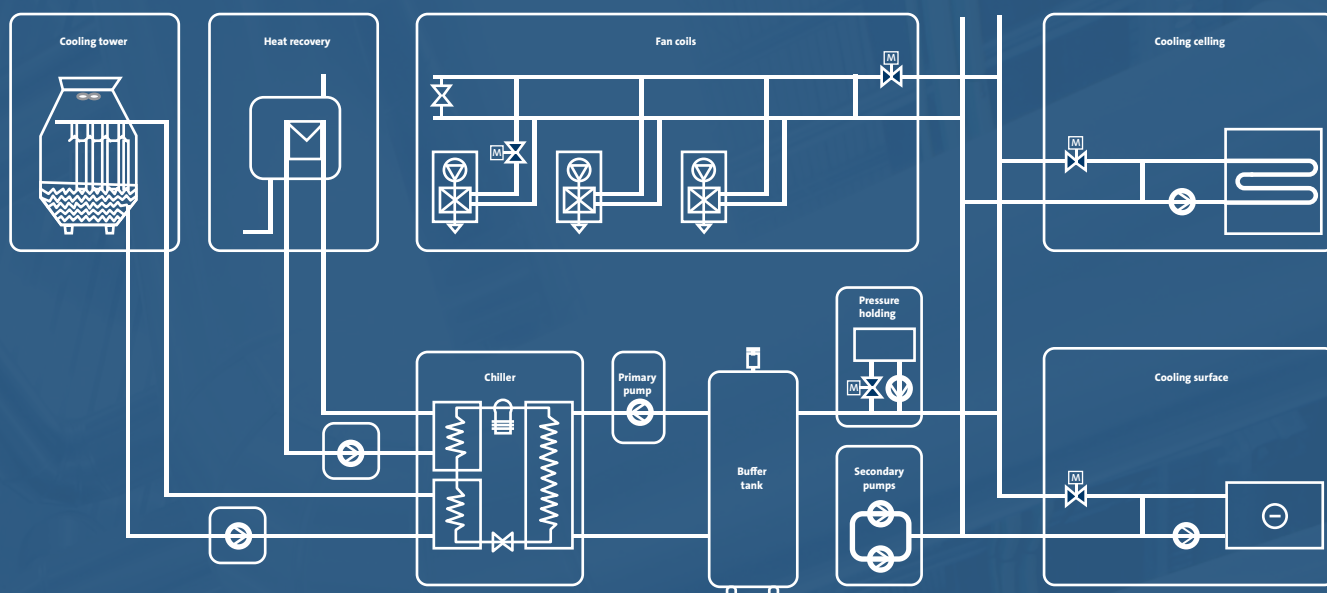 Cooling tower
Heat recovery
Fan coils
Cooling celling
M
M
M
Pressure
holding
M
Chiller
Primary
pump
Cooling surface
Buffer
tank
Secondary
pumps
M